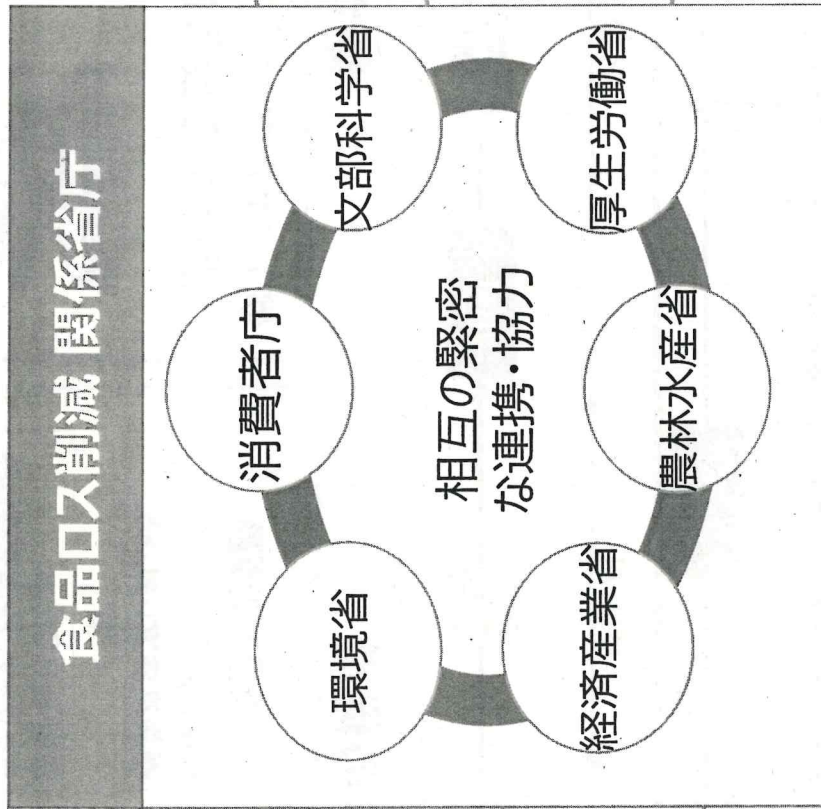 食品ロス削減 関係省庁
消費者庁
文部科学省
厚生労働省
農林水産省
経済産業省
環境省
相互の緊密
な連携・協力